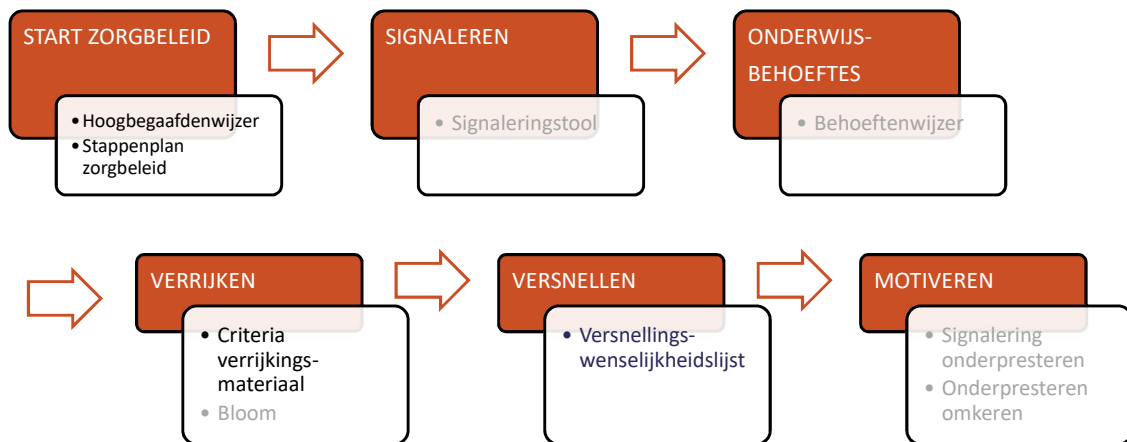 START ZORGBELEID
• Hoogbegaafdenwijzer
• Stappenplan
zorgbeleid
SIGNALEREN
• Signaleringstool
ONDERWIJS-
BEHOEFTES
• Behoeftenwijzer
VERRIJKEN
• Criteria
verrijkings-
materiaal
• Bloom
VERSNELLEN
• Versnellings-
wenselijkheidslijst
MOTIVEREN
• Signalering
onderpresteren
• Onderpresteren
omkeren